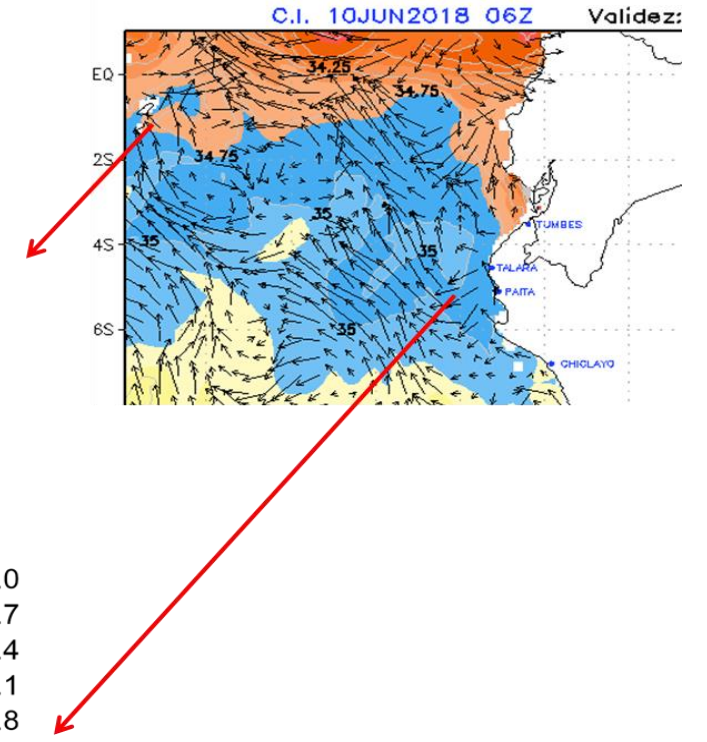 C.I. 10JUN2018 06Z Validez:
34.25
EQ
34.75
2S
34.75
35
TUMBES
4S
35
35
TALARA
PAITA
6S
35
CHICLAYO
.0
.7
.4
.1
.8